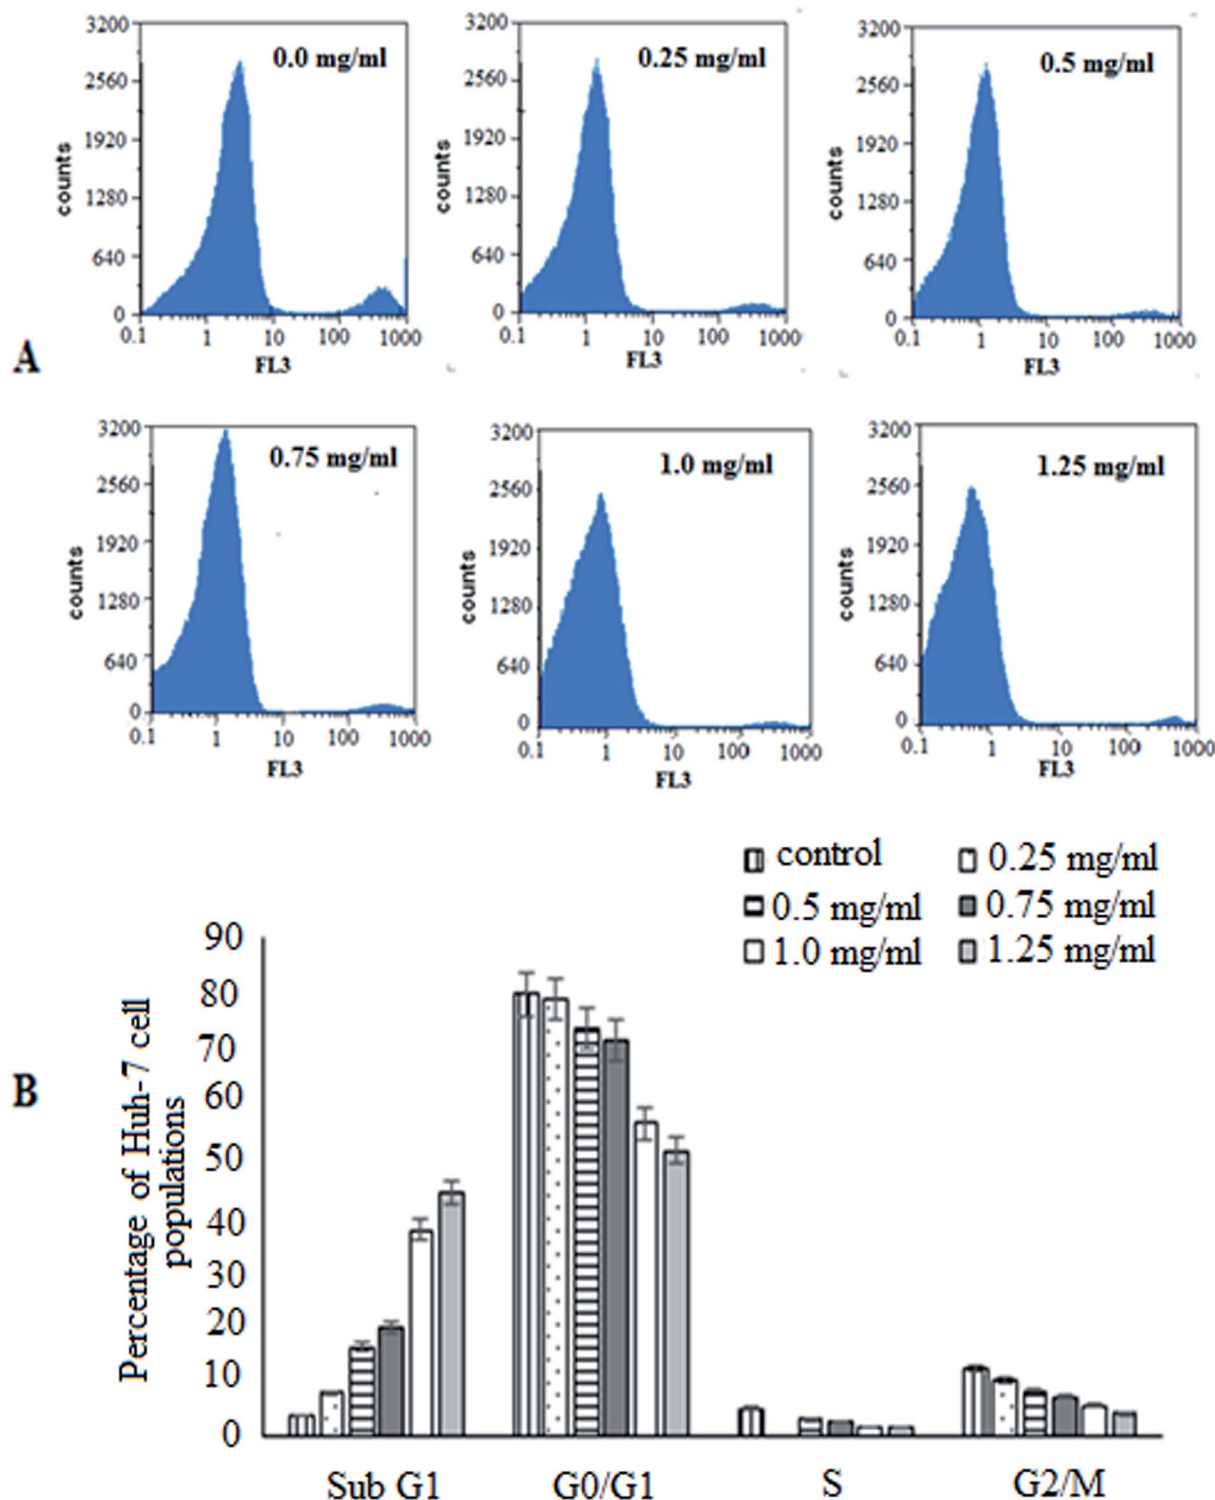 3200
2560
1920
1280
640
0
counts
0.0 mg/ml
0.1 1 10 100 1000
FL3
3200
2560
1920
1280
640
0
counts
0.25 mg/ml
0.1 1 10 100 1000
FL3
3200
2560
1920
1280
640
0
counts
0.5 mg/ml
0.1 1 10 100 1000
FL3
A
3200
2560
1920
1280
640
0
counts
0.75 mg/ml
0.1 1 10 100 1000
FL3
3200
2560
1920
1280
640
0
counts
1.0 mg/ml
0.1 1 10 100 1000
FL3
3200
2560
1920
1280
640
0
counts
1.25 mg/ml
0.1 1 10 100 1000
FL3
control 0.25 mg/ml
0.5 mg/ml 0.75 mg/ml
1.0 mg/ml 1.25 mg/ml
B
Percentage of Huh-7 cell
populations
90
80
70
60
50
40
30
20
10
0
Sub G1 G0/G1 S G2/M